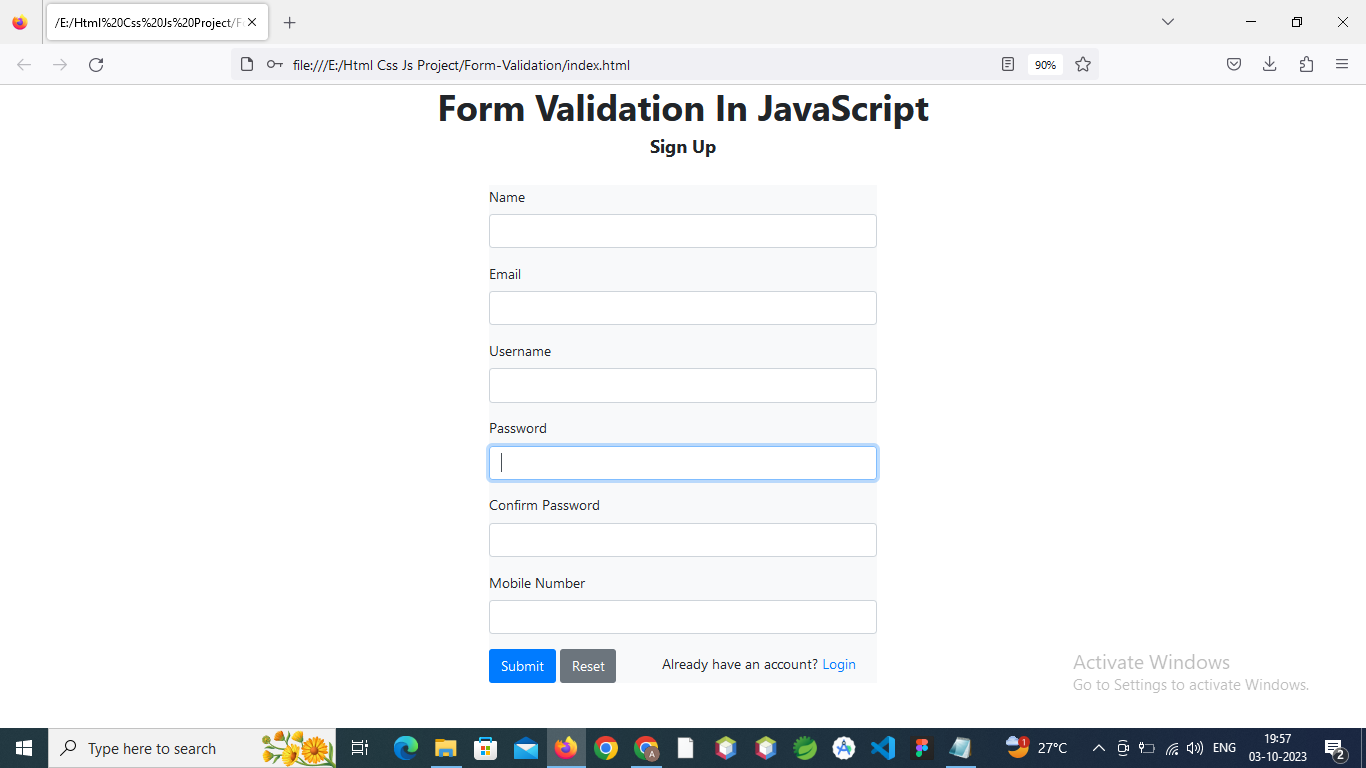 /E:/Html%20Css%20Js%20Project/F
file:///E:/Html Css Js Project/Form-Validation/index.html
90%
Form Validation In JavaScript
Sign Up
Name
Email
Username
Password
Confirm Password
Mobile Number
Submit Reset Already have an account? Login
Activate Windows
Go to Settings to activate Windows.
Type here to search
1
27°C
ENG
19:57
03-10-2023
2
A